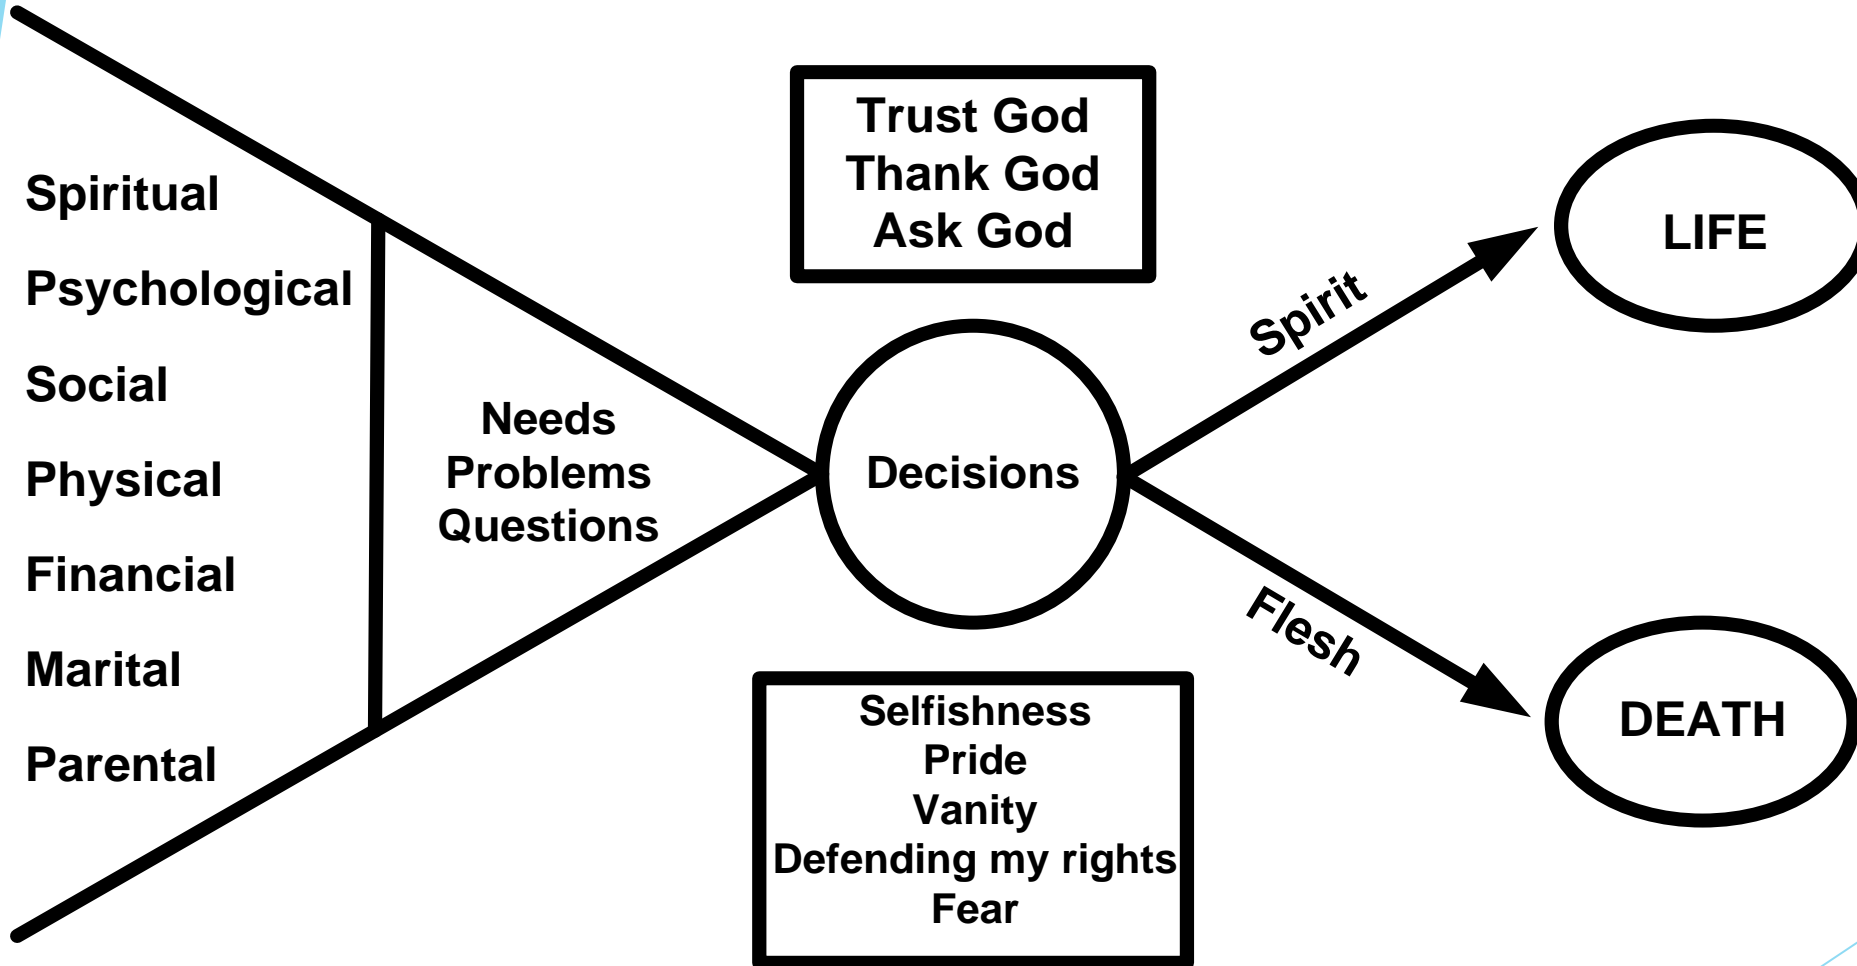 Spiritual
Psychological
Social
Physical
Financial
Marital
Parental
Needs
Problems
Questions
Trust God
Thank God
Ask God
Decisions
Selfishness
Pride
Vanity
Defending my rights
Fear
Spirit
Flesh
LIFE
DEATH